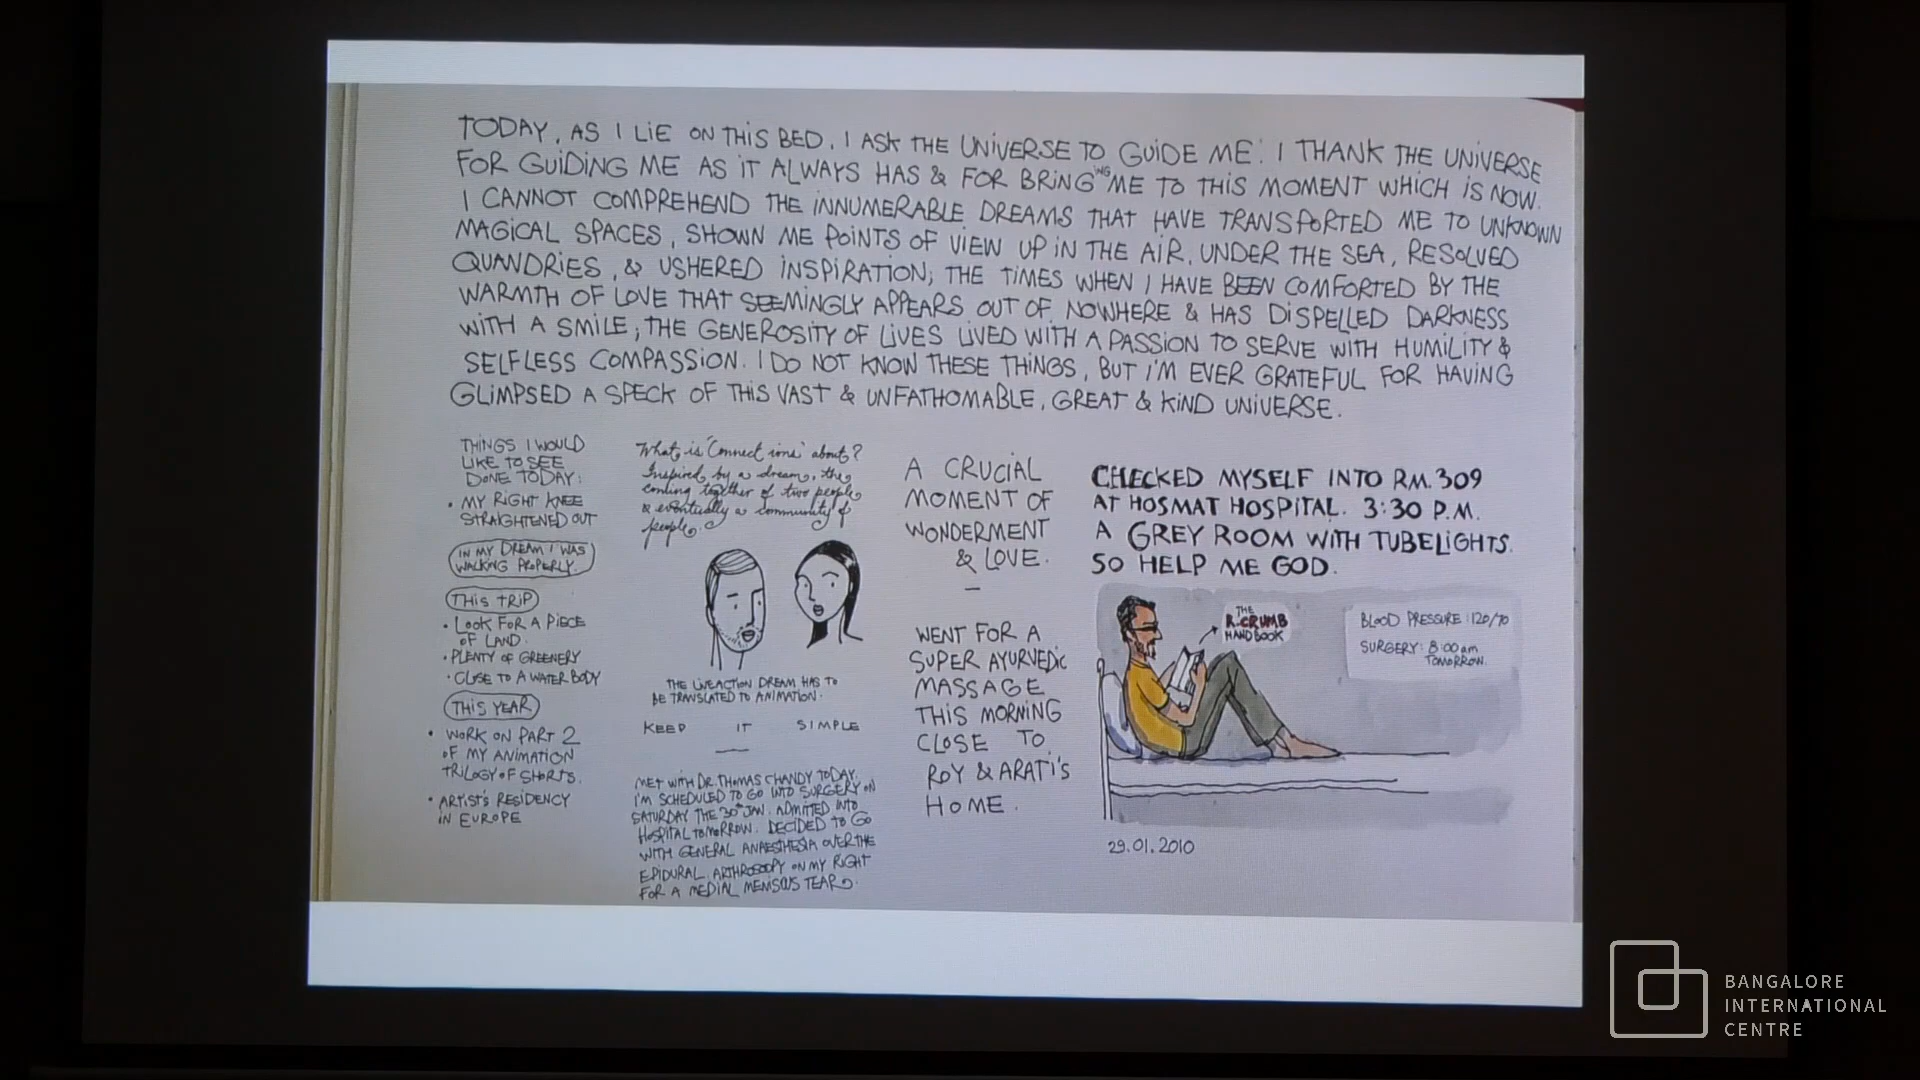 TODAY, AS I LIE ON THIS BED, I ASK THE UNIVERSE TO GUIDE ME. I THANK THE UNIVERSE
FOR GUIDING ME AS IT ALWAYS HAS & FOR BRINGING ME TO THIS MOMENT WHICH IS NOW.
I CANNOT COMPREHEND THE INNUMERABLE DREAMS THAT HAVE TRANSPORTED ME TO UNKNOWN
MAGICAL SPACES, SHOWN ME POINTS OF VIEW UP IN THE AIR, UNDER THE SEA, RESOLVED
QUANDRIES, & USHERED INSPIRATION; THE TIMES WHEN I HAVE BEEN COMFORTED BY THE
WARMTH OF LOVE THAT SEEMINGLY APPEARS OUT OF NOWHERE & HAS DISPELLED DARKNESS
WITH A SMILE; THE GENEROSITY OF LIVES LIVED WITH A PASSION TO SERVE WITH HUMILITY &
SELFLESS COMPASSION. I DO NOT KNOW THESE THINGS, BUT I'M EVER GRATEFUL FOR HAVING
GLIMPSED A SPECK OF THIS VAST & UNFATHOMABLE, GREAT & KIND UNIVERSE.
THINGS I WOULD
LIKE TO SEE
DONE TODAY:
• MY RIGHT KNEE
STRAIGHTENED OUT
IN MY DREAM I WAS
WALKING PROPERLY.
THIS TRIP
• LOOK FOR A PIECE
OF LAND.
• PLENTY OF GREENERY
• CLOSE TO A WATER BODY
THIS YEAR
• WORK ON PART 2
OF MY ANIMATION
TRILOGY OF SHORTS.
• ARTIST'S RESIDENCY
IN EUROPE
What is 'Connections' about?
Inspired by a dream, the
coming together of two people
& eventually a community of
people.
THE LIVE ACTION DREAM HAS TO
BE TRANSLATED TO ANIMATION.
KEEP IT SIMPLE
MET WITH DR. THOMAS CHANDY TODAY.
I'M SCHEDULED TO GO INTO SURGERY ON
SATURDAY THE 30TH JAN. ADMITTED INTO
HOSPITAL TOMORROW. DECIDED TO GO
WITH GENERAL ANAESTHESIA OVER THE
EPIDURAL. ARTHROSCOPY ON MY RIGHT
FOR A MEDIAL MENISCUS TEAR.
A CRUCIAL
MOMENT OF
WONDERMENT
& LOVE.
WENT FOR A
SUPER AYURVEDIC
MASSAGE
THIS MORNING
CLOSE TO
ROY & ARATI'S
HOME.
CHECKED MYSELF INTO RM. 309
AT HOSMAT HOSPITAL. 3:30 P.M.
A GREY ROOM WITH TUBELIGHTS.
SO HELP ME GOD.
THE
R. CRUMB
HANDBOOK
BLOOD PRESSURE: 120/70
SURGERY: 8:00 am
TOMORROW.
29.01.2010
BANGALORE
INTERNATIONAL
CENTRE